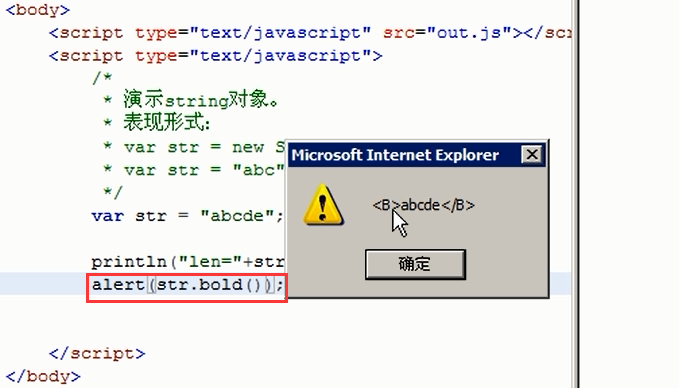 <body>
<script type="text/javascript" src="out.js"></scr
<script type="text/javascript">
/*
* 演示string对象。
* 表现形式:
* var str = new S
* var str = "abc"
*/
var str = "abcde";
println("len="+str
alert(str.bold());
</script>
</body>
Microsoft Internet Explorer
<B>abcde</B>
确定